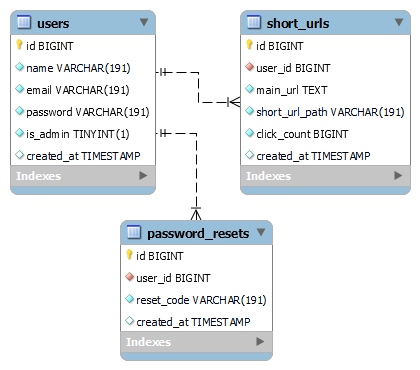 users
id BIGINT
name VARCHAR(191)
email VARCHAR(191)
password VARCHAR(191)
is_admin TINYINT(1)
created_at TIMESTAMP
Indexes
short_urls
id BIGINT
user_id BIGINT
main_url TEXT
short_url_path VARCHAR(191)
click_count BIGINT
created_at TIMESTAMP
Indexes
password_resets
id BIGINT
user_id BIGINT
reset_code VARCHAR(191)
created_at TIMESTAMP
Indexes